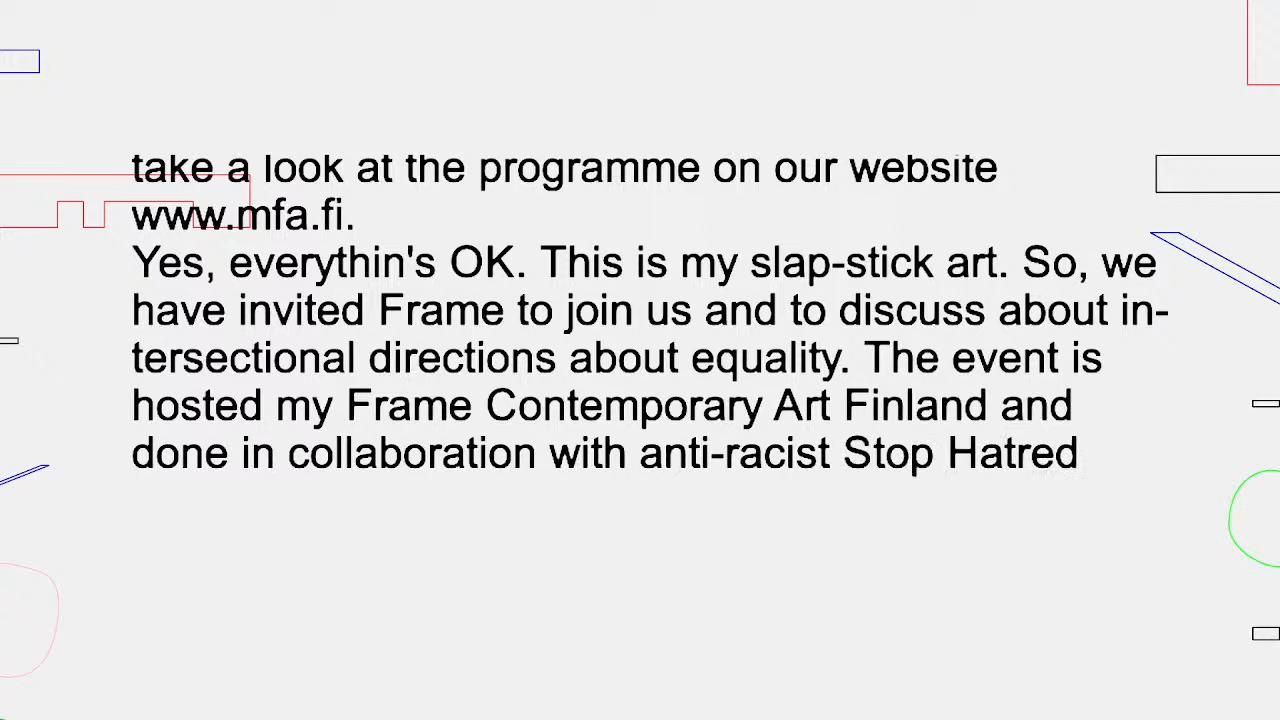 take a look at the programme on our website
www.mfa.fi.
Yes, everythin's OK. This is my slap-stick art. So, we
have invited Frame to join us and to discuss about in-
tersectional directions about equality. The event is
hosted my Frame Contemporary Art Finland and
done in collaboration with anti-racist Stop Hatred